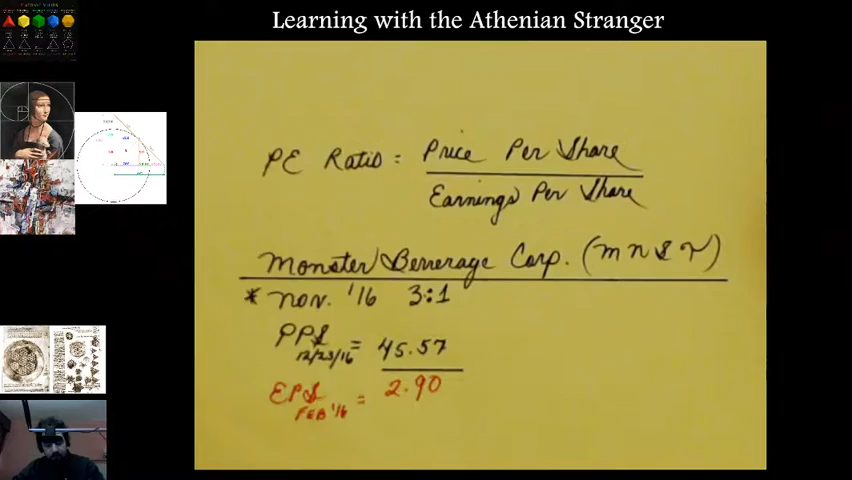 Learning with the Athenian Stranger
PE Ratio = Price Per Share
Earnings Per Share
Monster Beverage Corp. (MNST)
* Nov. '16 3:1
PPS 12/23/16 = 45.57
EPS FEB '16 = 2.90